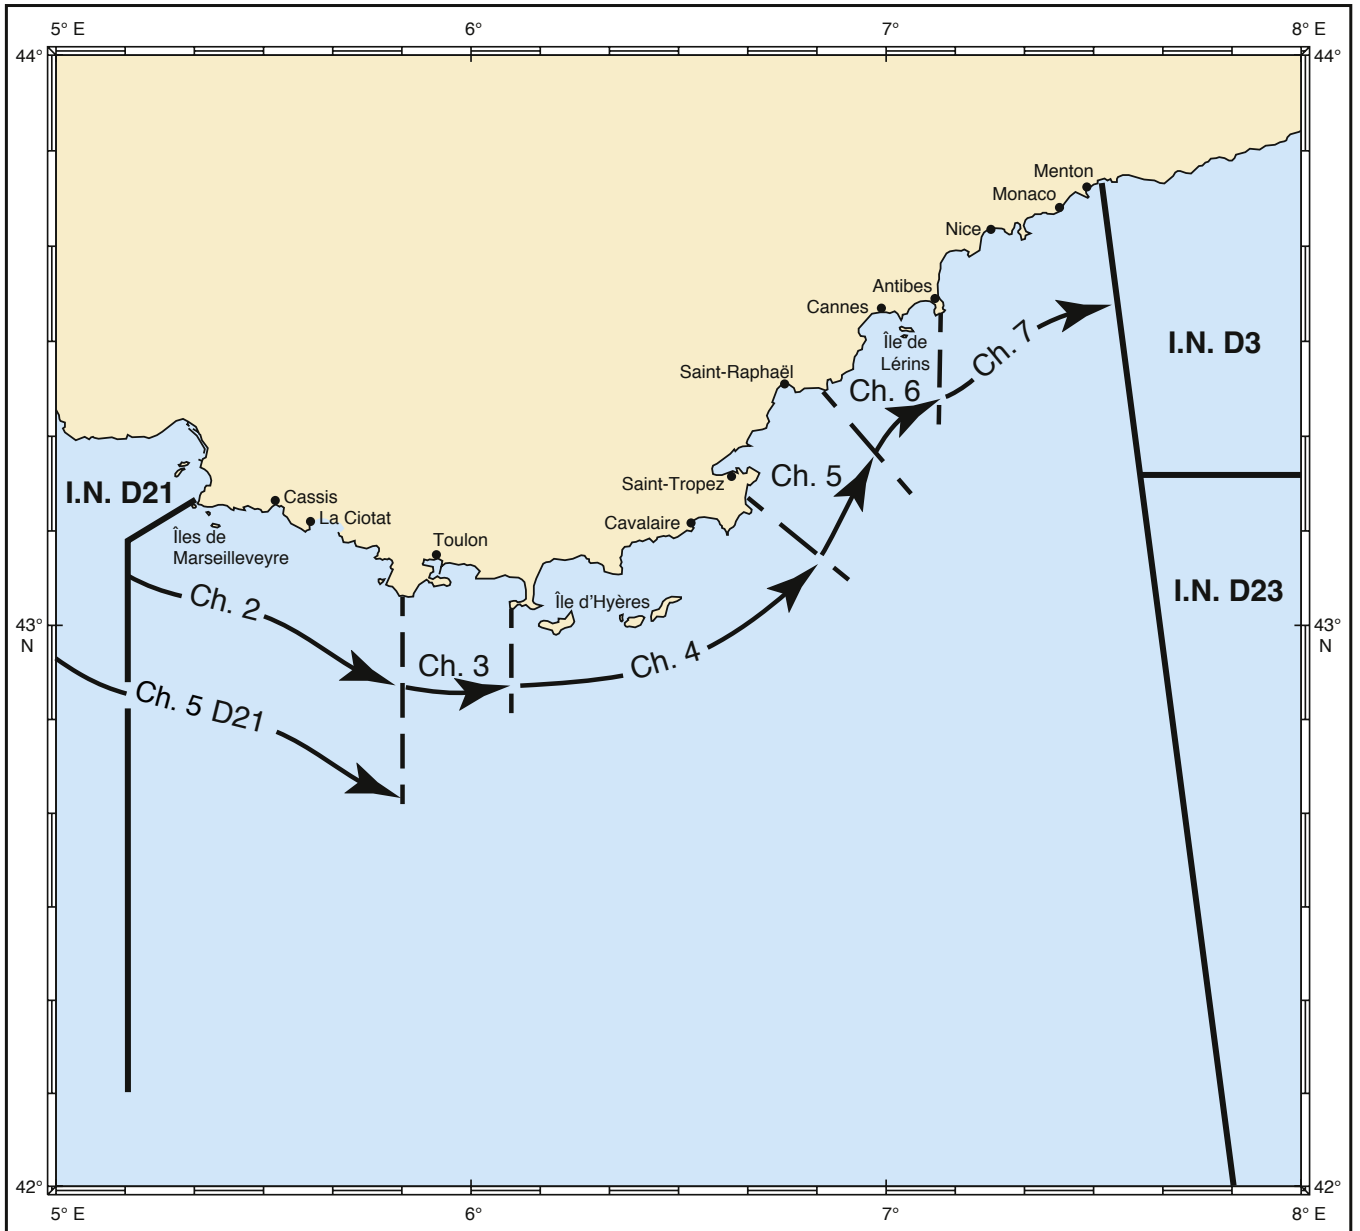 5° E
6°
7°
8° E
44°
44°
Menton
Monaco
Nice
Antibes
Cannes
Île de
Lérins
I.N. D3
Ch. 7
Saint-Raphaël
Ch. 6
Ch. 5
Saint-Tropez
I.N. D21
Cassis
La Ciotat
Cavalaire
Îles de
Marseilleveyre
Toulon
Île d'Hyères
I.N. D23
Ch. 2
43°
N
43°
N
Ch. 3
Ch. 4
Ch. 5 D21
42°
42°
5° E
6°
7°
8° E